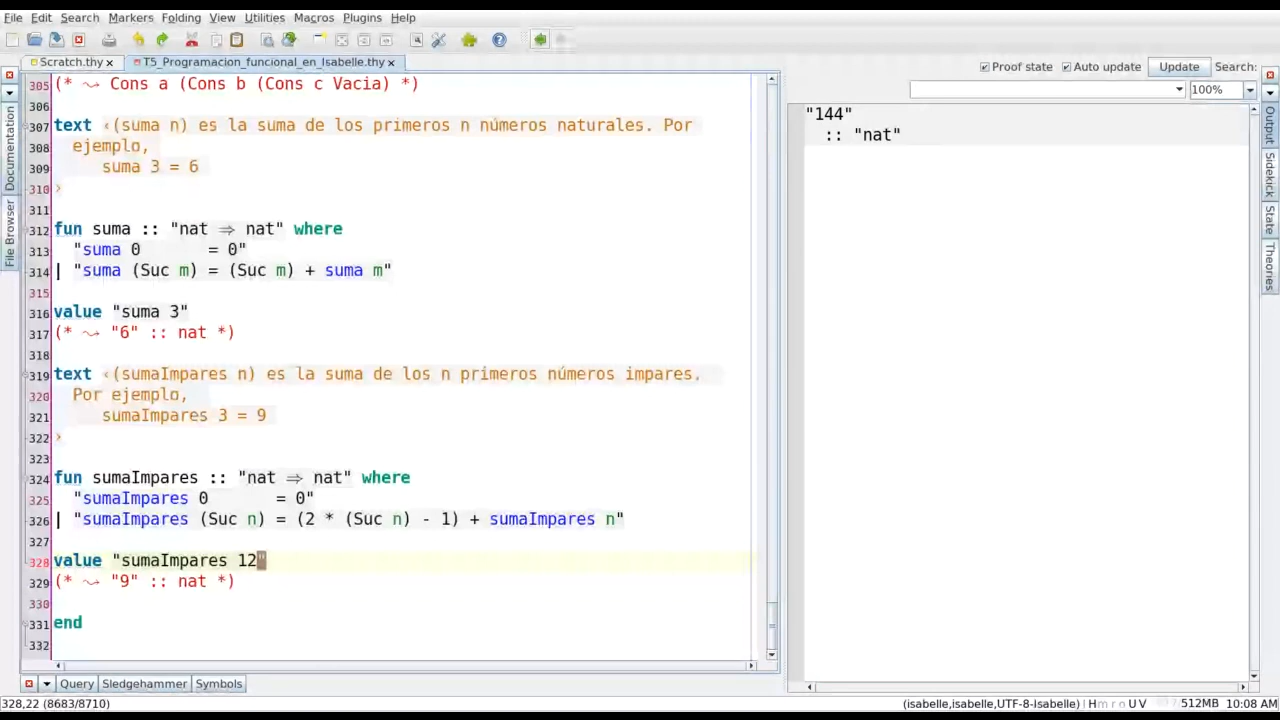 File Edit Search Markers Folding View Utilities Macros Plugins Help
Scratch.thy
T5_Programacion_funcional_en_Isabelle.thy
Proof state
Auto update
Update
Search:
100%
Documentation
File Browser
305 (* ⤳ Cons a (Cons b (Cons c Vacia) *)
306
307 text ‹(suma n) es la suma de los primeros n números naturales. Por
308 ejemplo,
309 suma 3 = 6
310 ›
311
312 fun suma :: "nat ⇒ nat" where
313 "suma 0 = 0"
314 | "suma (Suc m) = (Suc m) + suma m"
315
316 value "suma 3"
317 (* ⤳ "6" :: nat *)
318
319 text ‹(sumaImpares n) es la suma de los n primeros números impares.
320 Por ejemplo,
321 sumaImpares 3 = 9
322 ›
323
324 fun sumaImpares :: "nat ⇒ nat" where
325 "sumaImpares 0 = 0"
326 | "sumaImpares (Suc n) = (2 * (Suc n) - 1) + sumaImpares n"
327
328 value "sumaImpares 12"
329 (* ⤳ "9" :: nat *)
330
331 end
332
"144"
:: "nat"
Output
Sidekick
State
Theories
Query Sledgehammer Symbols
328,22 (8683/8710)
(isabelle,isabelle,UTF-8-Isabelle) | H m r o U V
512MB 10:08 AM